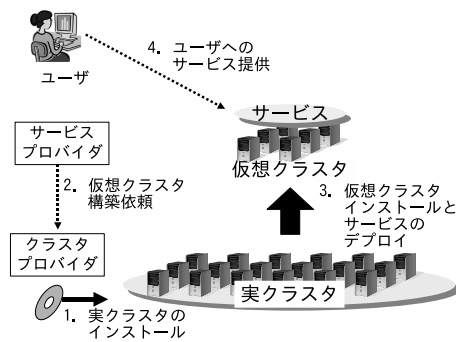 ユーザ
4. ユーザへの
サービス提供
サービス
仮想クラスタ
サービス
プロバイダ
2. 仮想クラスタ
構築依頼
3. 仮想クラスタ
インストールと
サービスの
デプロイ
クラスタ
プロバイダ
実クラスタ
1. 実クラスタの
インストール